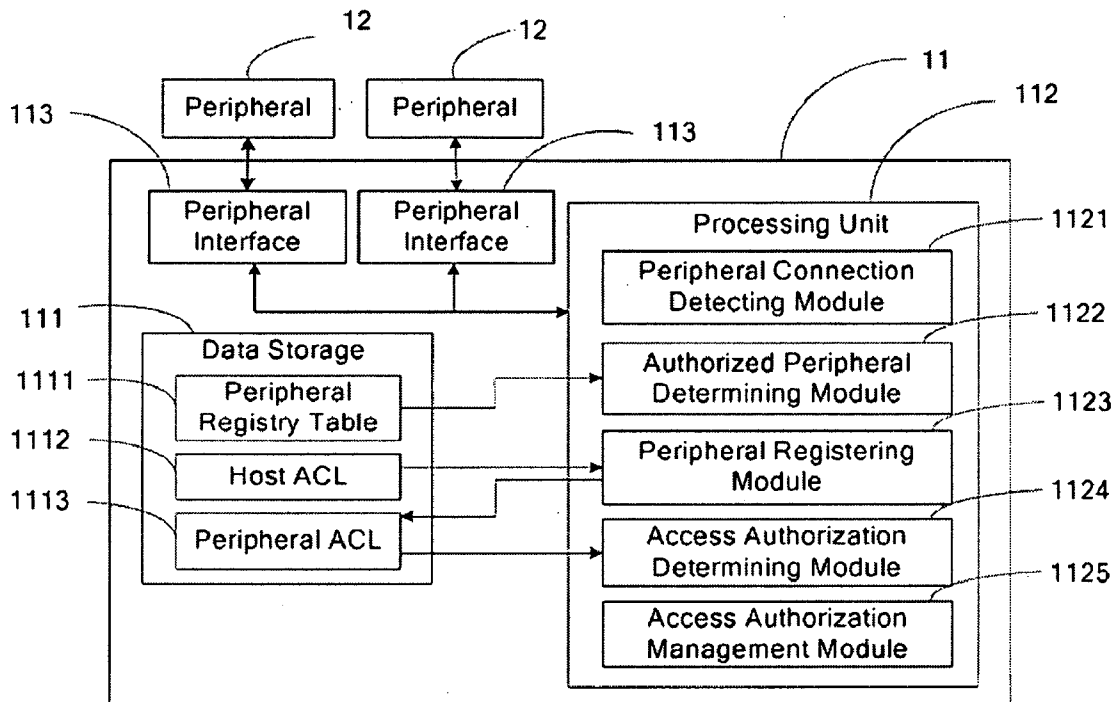 12
12
11
Peripheral
Peripheral
112
113
113
Peripheral
Interface
Peripheral
Interface
Processing Unit
1121
Peripheral Connection
Detecting Module
111
1122
Data Storage
1111
Authorized Peripheral
Determining Module
Peripheral
Registry Table
1123
1112
Peripheral Registering
Module
Host ACL
1113
1124
Peripheral ACL
Access Authorization
Determining Module
1125
Access Authorization
Management Module